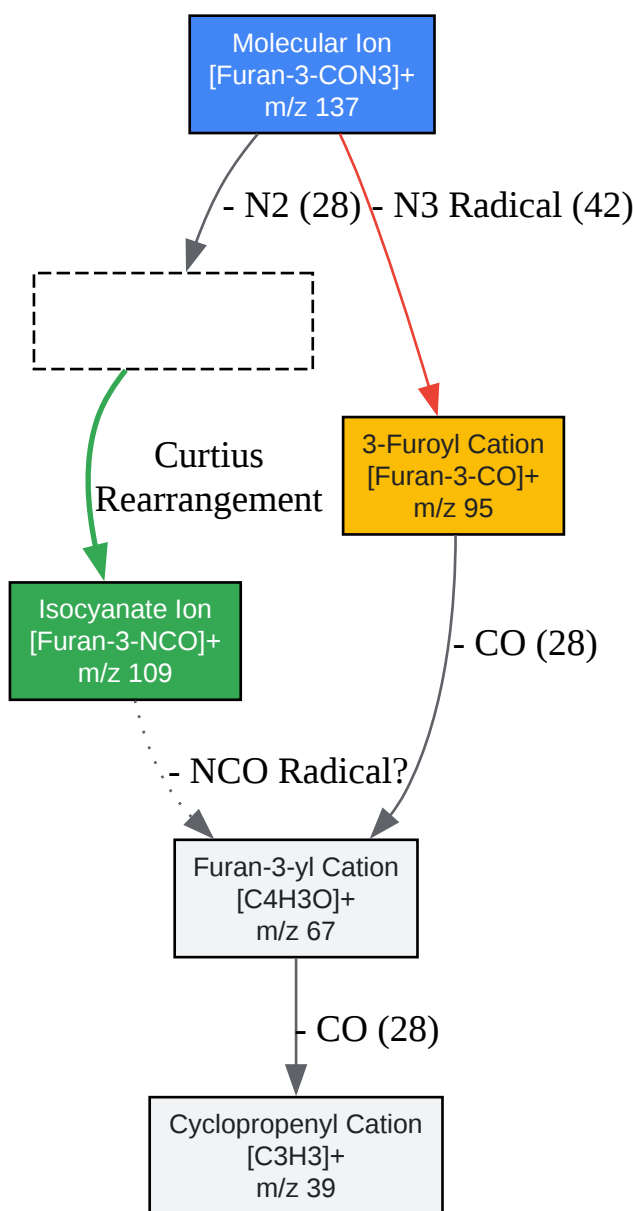 Molecular Ion
[Furan-3-CON3]+
m/z 137
- N2 (28)
- N3 Radical (42)
Curtius
Rearrangement
3-Furoyl Cation
[Furan-3-CO]+
m/z 95
Isocyanate Ion
[Furan-3-NCO]+
m/z 109
- CO (28)
- NCO Radical?
Furan-3-yl Cation
[C4H3O]+
m/z 67
- CO (28)
Cyclopropenyl Cation
[C3H3]+
m/z 39